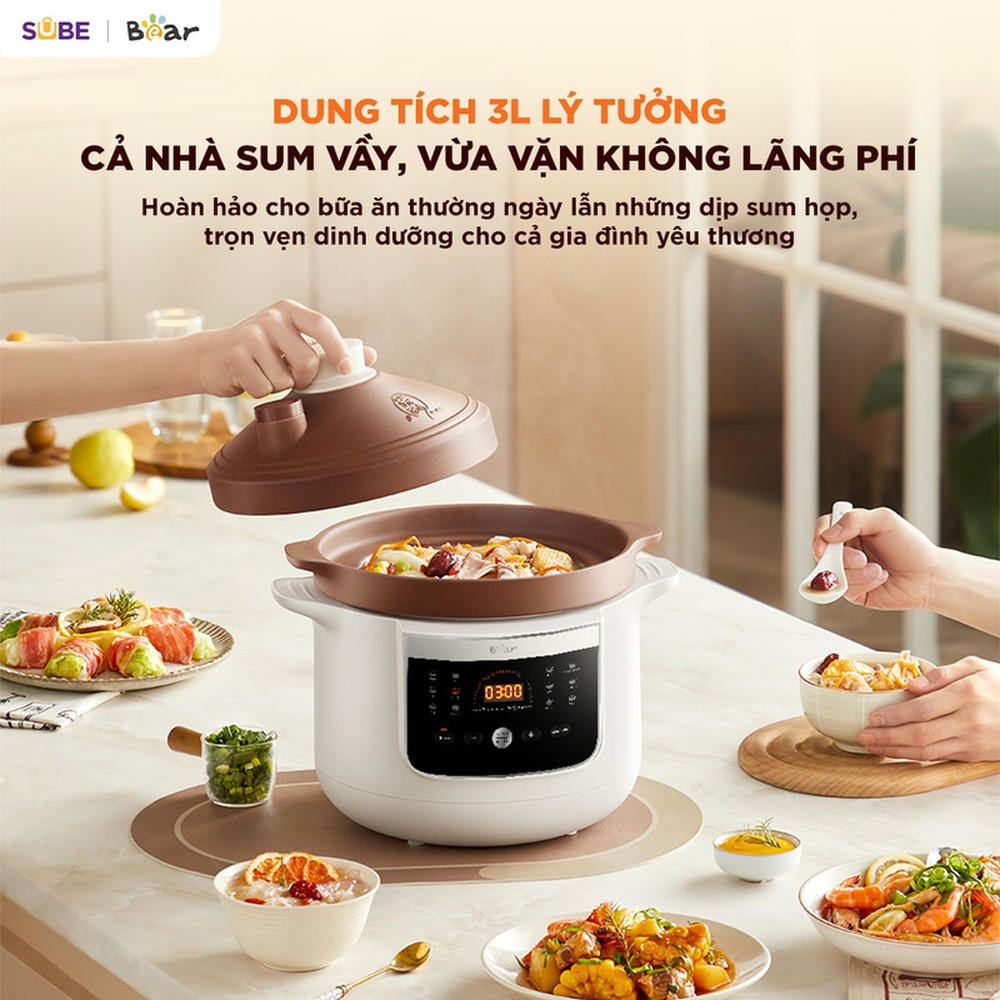 SUBE | Bear
DUNG TÍCH 3L LÝ TƯỞNG
CẢ NHÀ SUM VẦY, VỪA VẶN KHÔNG LÃNG PHÍ
Hoàn hảo cho bữa ăn thường ngày lẫn những dịp sum họp,
trọn vẹn dinh dưỡng cho cả gia đình yêu thương
Bear
03:00